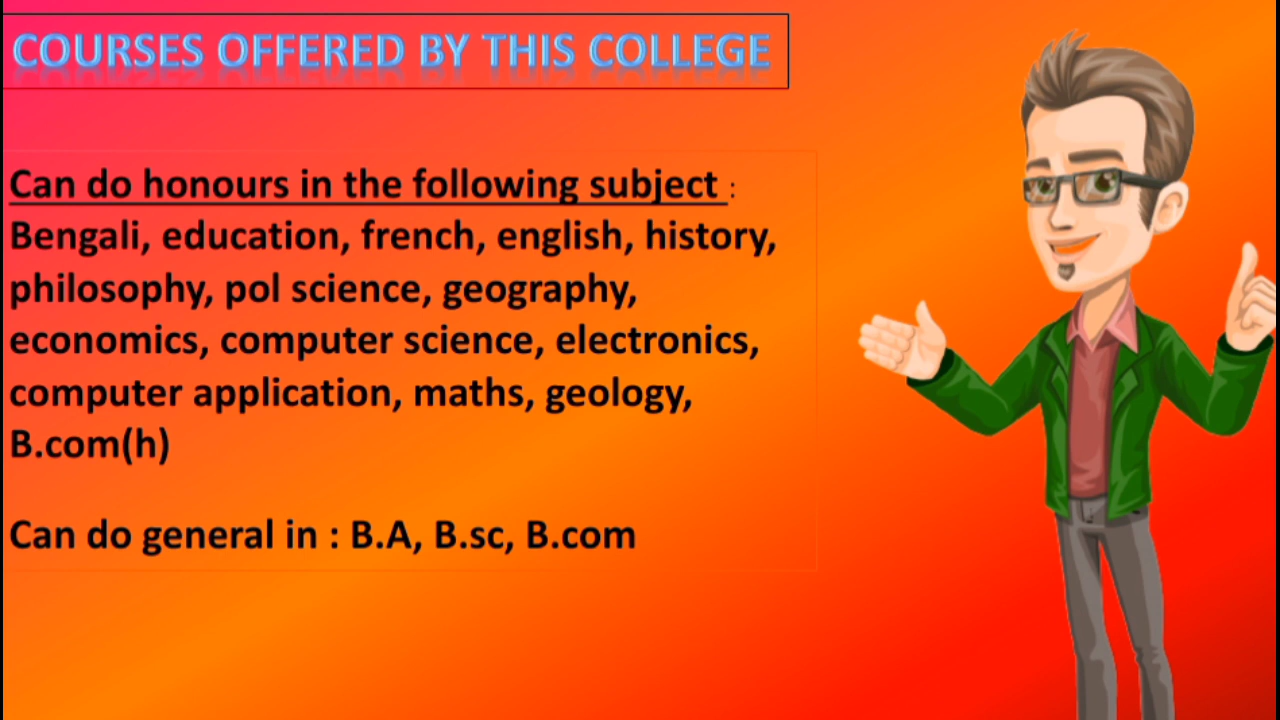 COURSES OFFERED BY THIS COLLEGE
Can do honours in the following subject :
Bengali, education, french, english, history,
philosophy, pol science, geography,
economics, computer science, electronics,
computer application, maths, geology,
B.com(h)
Can do general in : B.A, B.sc, B.com